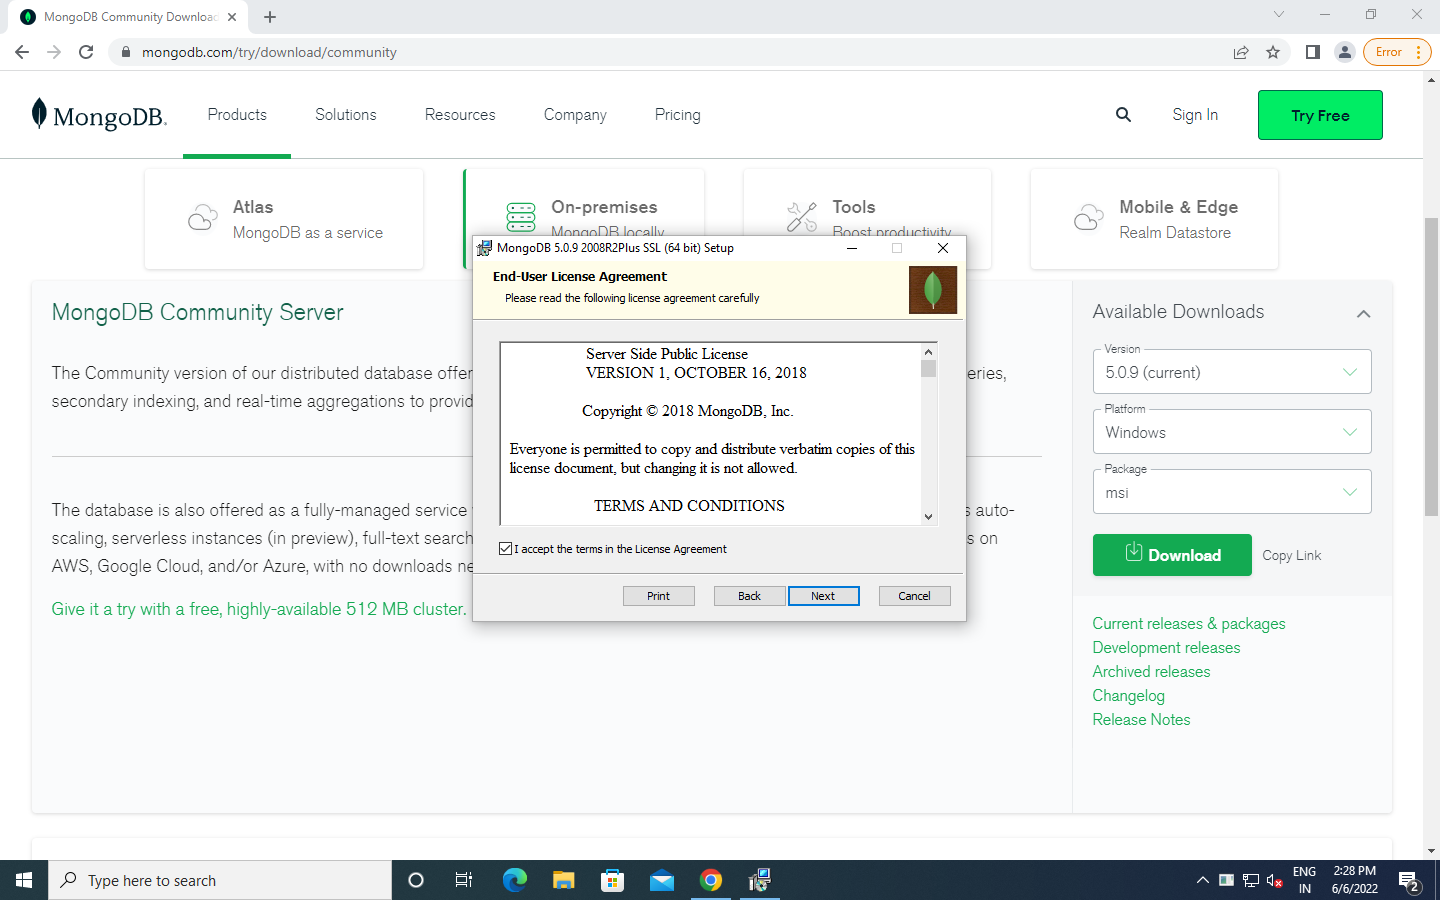 MongoDB Community Downloa
mongodb.com/try/download/community
Error
MongoDB.
Products
Solutions
Resources
Company
Pricing
Sign In
Try Free
Atlas
MongoDB as a service
On-premises
MongoDB locally
Tools
Boost productivity
Mobile & Edge
Realm Datastore
MongoDB Community Server
The Community version of our distributed database offer
eries,
secondary indexing, and real-time aggregations to provid
The database is also offered as a fully-managed service
s auto-
scaling, serverless instances (in preview), full-text search
s on
AWS, Google Cloud, and/or Azure, with no downloads ne
Give it a try with a free, highly-available 512 MB cluster.
MongoDB 5.0.9 2008R2Plus SSL (64 bit) Setup
End-User License Agreement
Please read the following license agreement carefully
Server Side Public License
VERSION 1, OCTOBER 16, 2018
Copyright © 2018 MongoDB, Inc.
Everyone is permitted to copy and distribute verbatim copies of this
license document, but changing it is not allowed.
TERMS AND CONDITIONS
I accept the terms in the License Agreement
Print
Back
Next
Cancel
Available Downloads
Version
5.0.9 (current)
Platform
Windows
Package
msi
Download
Copy Link
Current releases & packages
Development releases
Archived releases
Changelog
Release Notes
Type here to search
ENG
IN
2:28 PM
6/6/2022
2